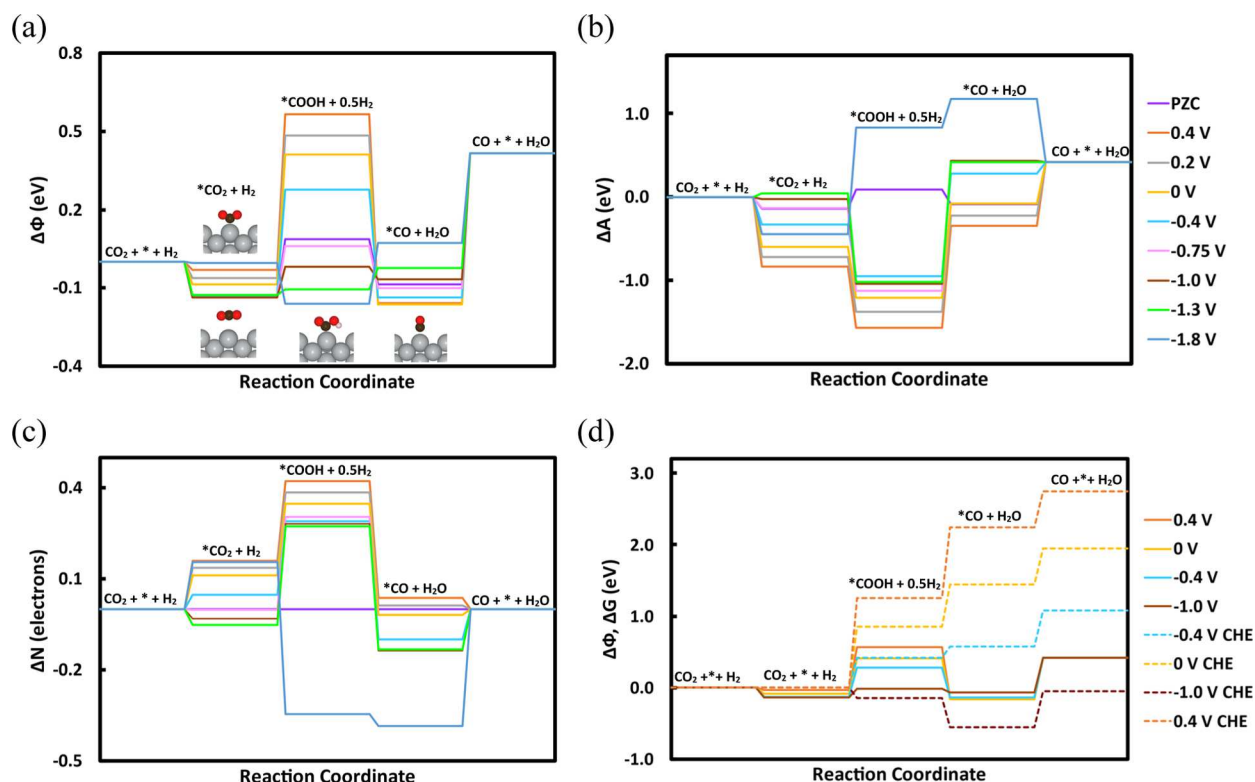 (a)
0.8
0.5
0.2
-0.1
-0.4
ΔΦ (eV)
CO₂ + * + H₂
*CO₂ + H₂
*COOH + 0.5H₂
*CO + H₂O
CO + * + H₂O
Reaction Coordinate
(b)
1.0
0.0
-1.0
-2.0
ΔA (eV)
CO₂ + * + H₂
*CO₂ + H₂
*COOH + 0.5H₂
*CO + H₂O
CO + * + H₂O
Reaction Coordinate
PZC
0.4 V
0.2 V
0 V
-0.4 V
-0.75 V
-1.0 V
-1.3 V
-1.8 V
(c)
0.4
0.1
-0.2
-0.5
ΔN (electrons)
CO₂ + * + H₂
*CO₂ + H₂
*COOH + 0.5H₂
*CO + H₂O
CO + * + H₂O
Reaction Coordinate
(d)
3.0
2.0
1.0
0.0
-1.0
ΔΦ, ΔG (eV)
CO₂ +*+ H₂
CO₂ + * + H₂
*COOH + 0.5H₂
*CO + H₂O
CO +*+ H₂O
Reaction Coordinate
0.4 V
0 V
-0.4 V
-1.0 V
-0.4 V CHE
0 V CHE
-1.0 V CHE
0.4 V CHE